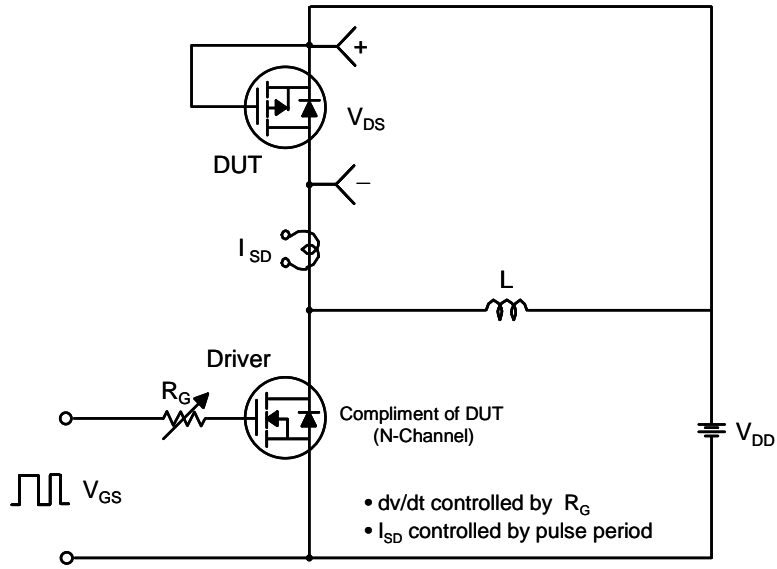 +
V_DS
DUT
−
I_SD
L
Driver
R_G
Compliment of DUT
(N-Channel)
V_DD
V_GS
• dv/dt controlled by R_G
• I_SD controlled by pulse period